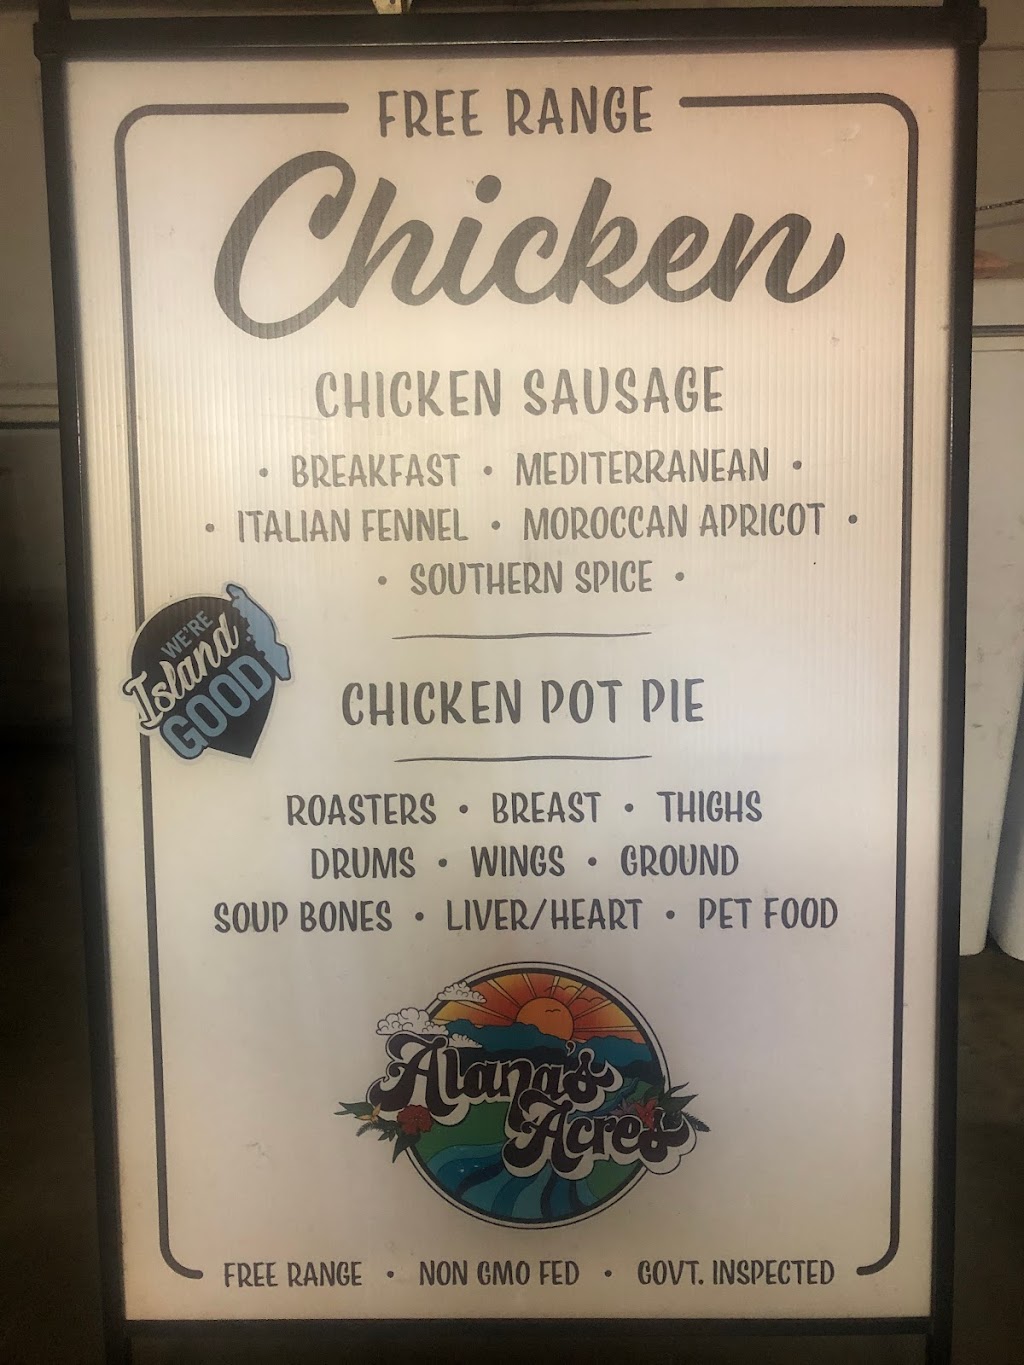 FREE RANGE
Chicken
CHICKEN SAUSAGE
• BREAKFAST • MEDITERRANEAN •
• ITALIAN FENNEL • MOROCCAN APRICOT •
• SOUTHERN SPICE •
WE'RE
Island
GOOD
CHICKEN POT PIE
ROASTERS • BREAST • THIGHS
DRUMS • WINGS • GROUND
SOUP BONES • LIVER/HEART • PET FOOD
Alana's
Acres
FREE RANGE • NON GMO FED • GOVT. INSPECTED